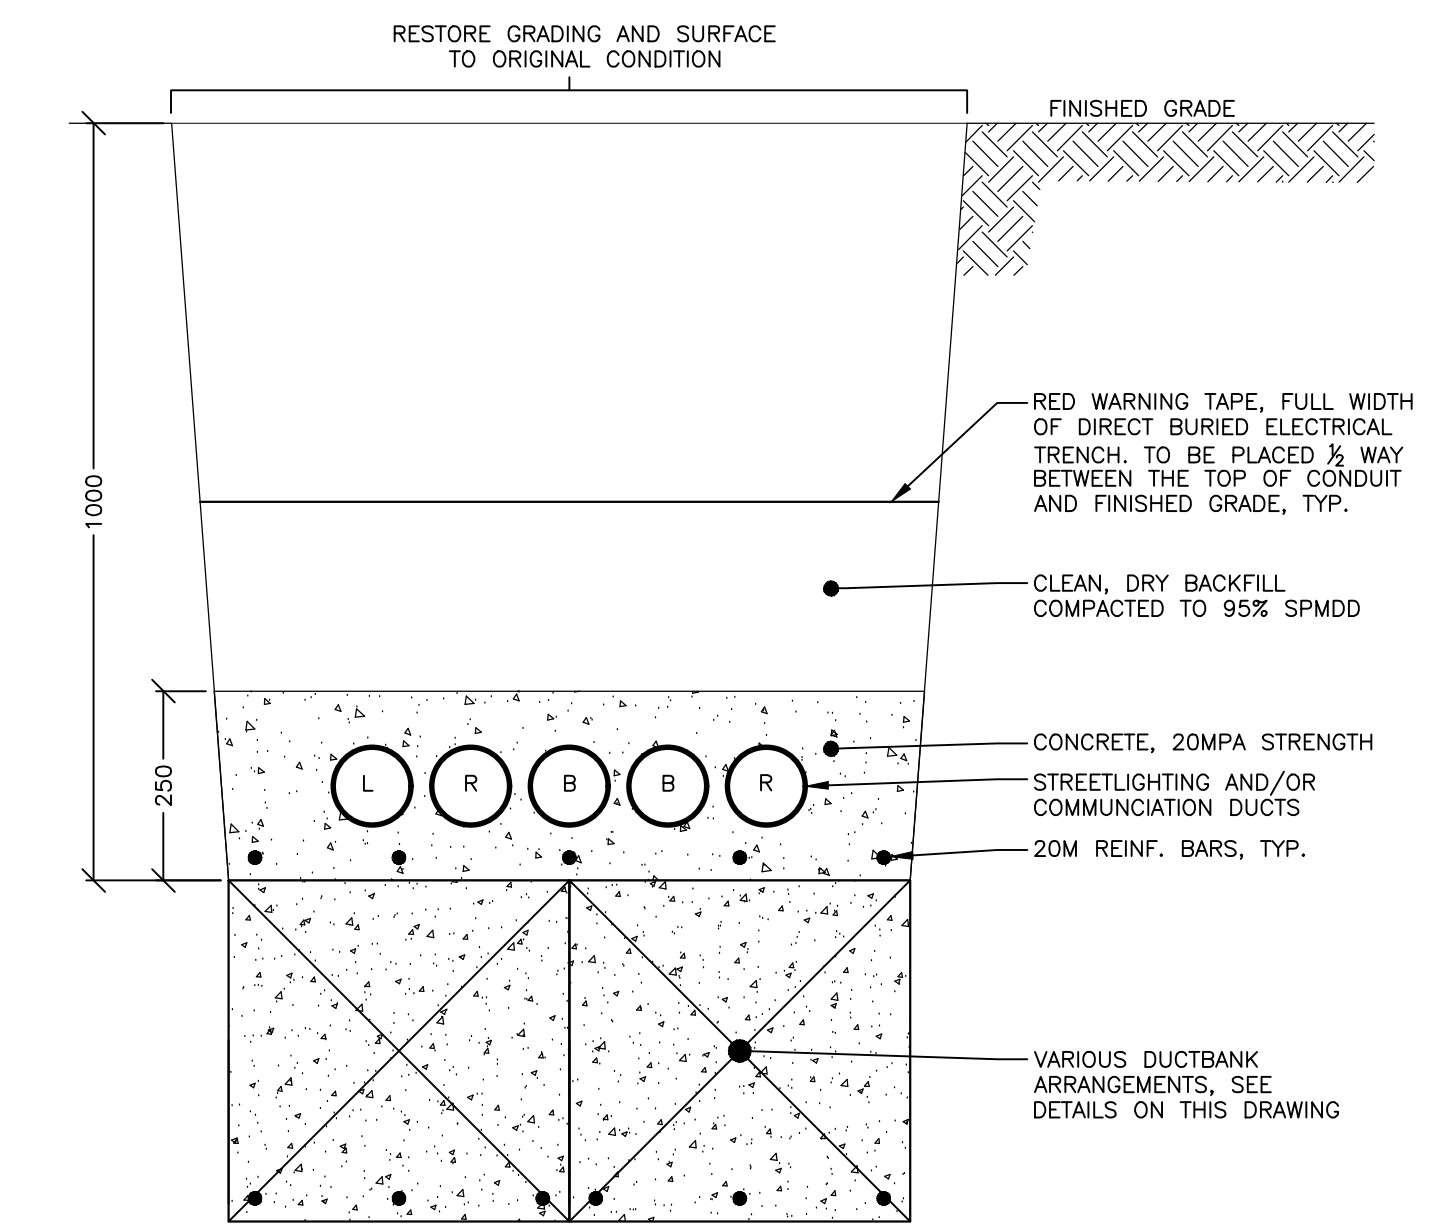 RESTORE GRADING AND SURFACE
TO ORIGINAL CONDITION
FINISHED GRADE
RED WARNING TAPE, FULL WIDTH
OF DIRECT BURIED ELECTRICAL
TRENCH. TO BE PLACED ½ WAY
BETWEEN THE TOP OF CONDUIT
AND FINISHED GRADE, TYP.
1000
CLEAN, DRY BACKFILL
COMPACTED TO 95% SPMDD
250
CONCRETE, 20MPA STRENGTH
L R B B R
STREETLIGHTING AND/OR
COMMUNCIATION DUCTS
20M REINF. BARS, TYP.
VARIOUS DUCTBANK
ARRANGEMENTS, SEE
DETAILS ON THIS DRAWING